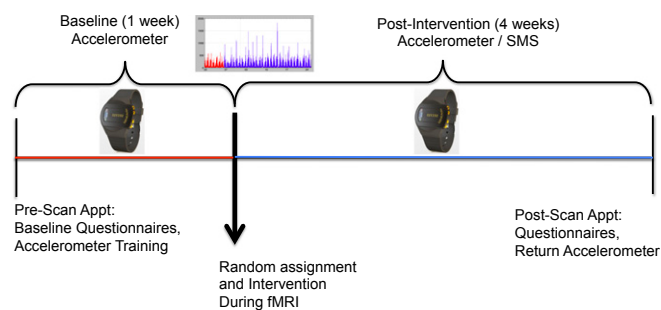 Baseline (1 week)
Accelerometer
Post-Intervention (4 weeks)
Accelerometer / SMS
Pre-Scan Appt:
Baseline Questionnaires,
Accelerometer Training
Random assignment
and Intervention
During fMRI
Post-Scan Appt:
Questionnaires,
Return Accelerometer